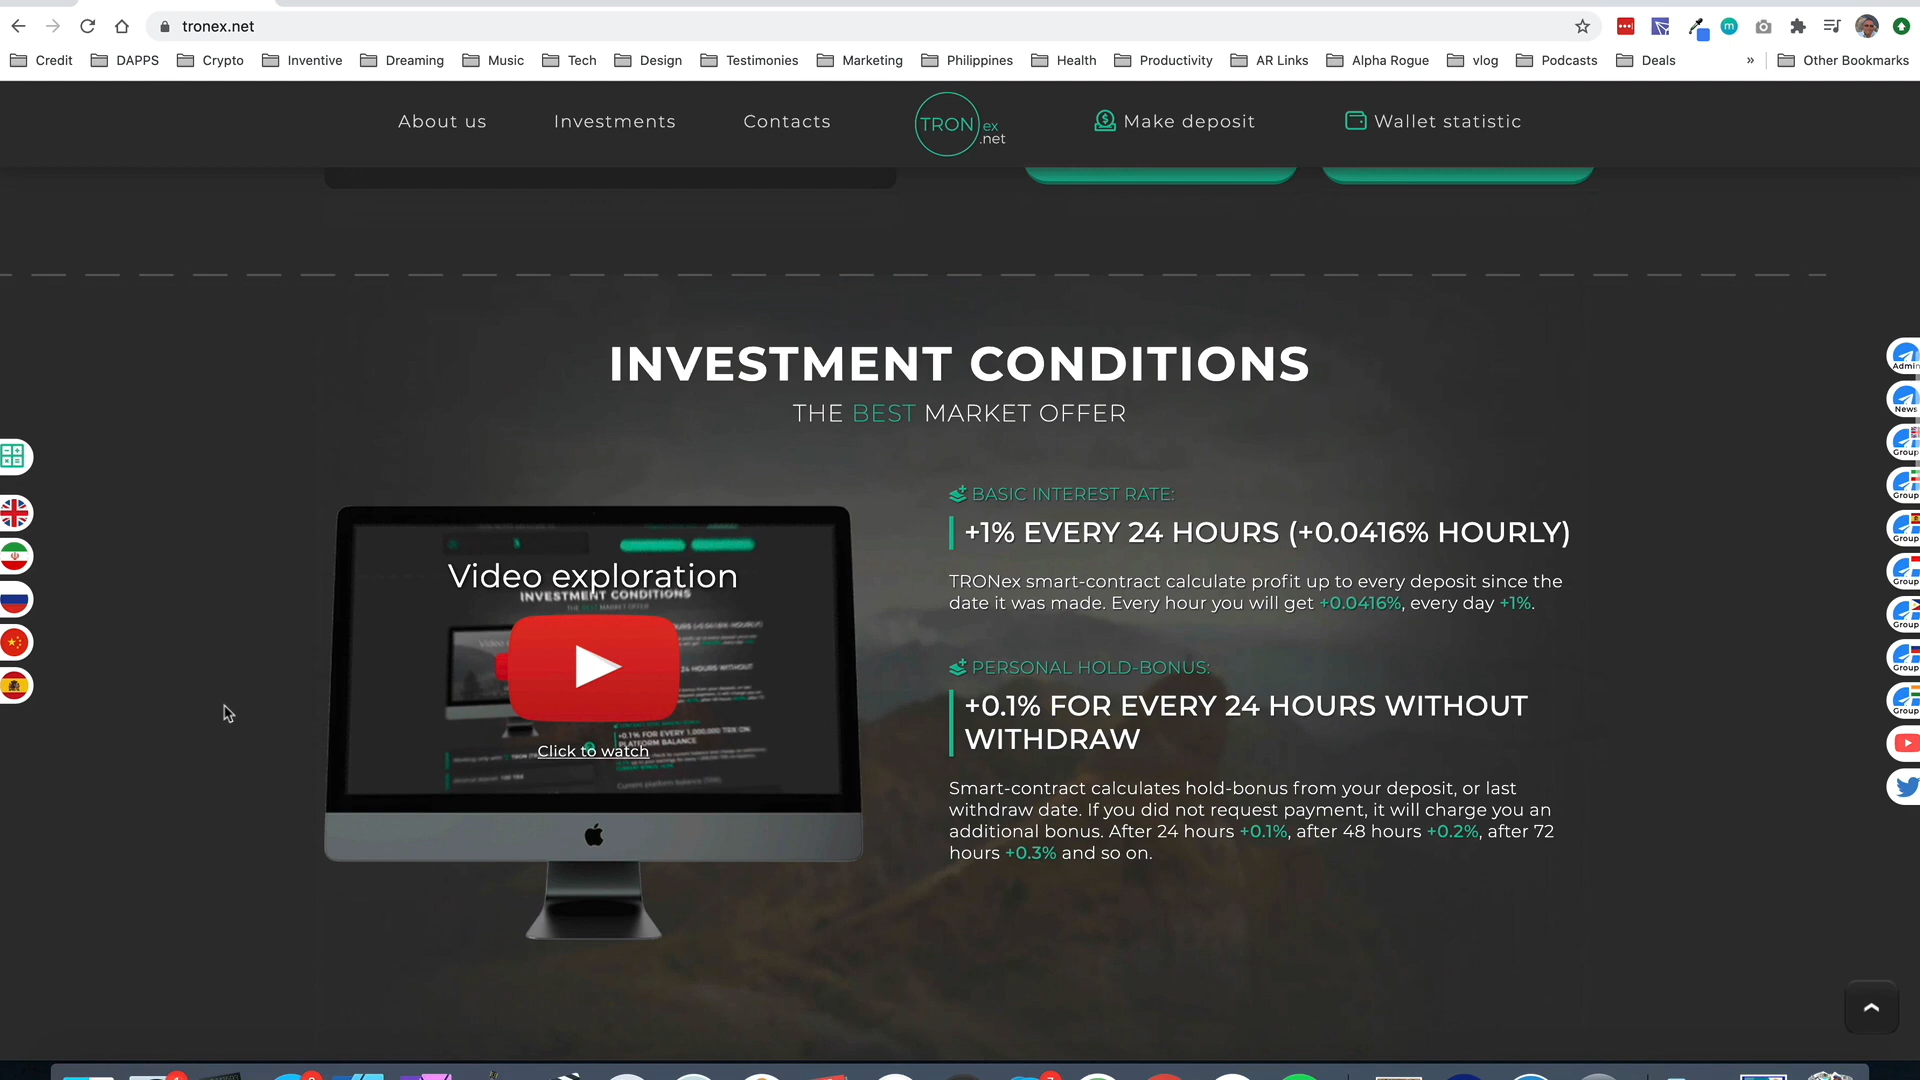 tronex.net
Credit DAPPS Crypto Inventive Dreaming Music Tech Design Testimonies Marketing Philippines Health Productivity AR Links Alpha Rogue vlog Podcasts Deals » Other Bookmarks
About us Investments Contacts TRONex.net Make deposit Wallet statistic
INVESTMENT CONDITIONS
THE BEST MARKET OFFER
Admin
News
Group
Group
Group
Group
Group
Group
Group
Video exploration
INVESTMENT CONDITIONS
Click to watch
BASIC INTEREST RATE:
+1% EVERY 24 HOURS (+0.0416% HOURLY)
TRONex smart-contract calculate profit up to every deposit since the
date it was made. Every hour you will get +0.0416%, every day +1%.
PERSONAL HOLD-BONUS:
+0.1% FOR EVERY 24 HOURS WITHOUT
WITHDRAW
Smart-contract calculates hold-bonus from your deposit, or last
withdraw date. If you did not request payment, it will charge you an
additional bonus. After 24 hours +0.1%, after 48 hours +0.2%, after 72
hours +0.3% and so on.